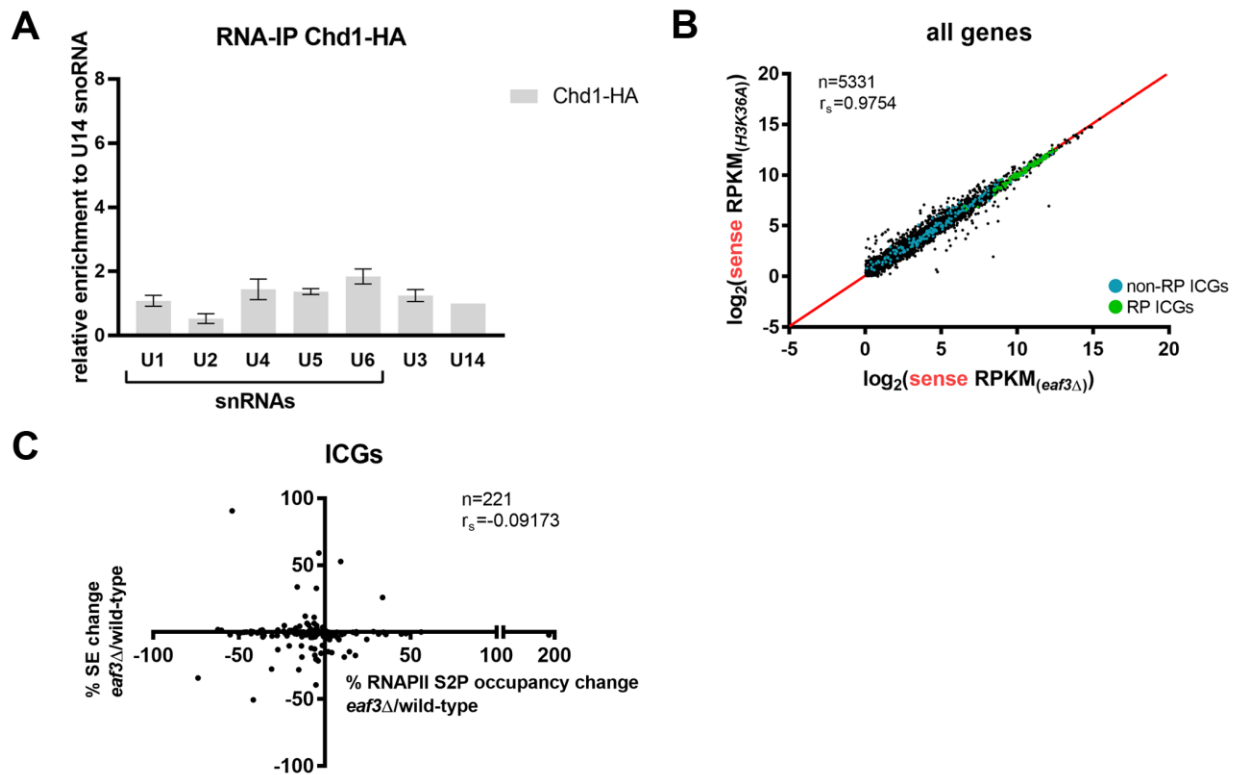 A
RNA-IP Chd1-HA
relative enrichment to U14 snoRNA
8
6
4
2
0
U1 U2 U4 U5 U6 U3 U14
snRNAs
Chd1-HA
B
all genes
n=5331
rs=0.9754
log2(sense RPKM(H3K36A))
20
15
10
5
0
-5
-5 0 5 10 15 20
log2(sense RPKM(eaf3Δ))
non-RP ICGs
RP ICGs
C
ICGs
n=221
rs=-0.09173
% SE change
eaf3Δ/wild-type
100
50
-50
-100
-100 -50 0 50 100 200
% RNAPII S2P occupancy change
eaf3Δ/wild-type